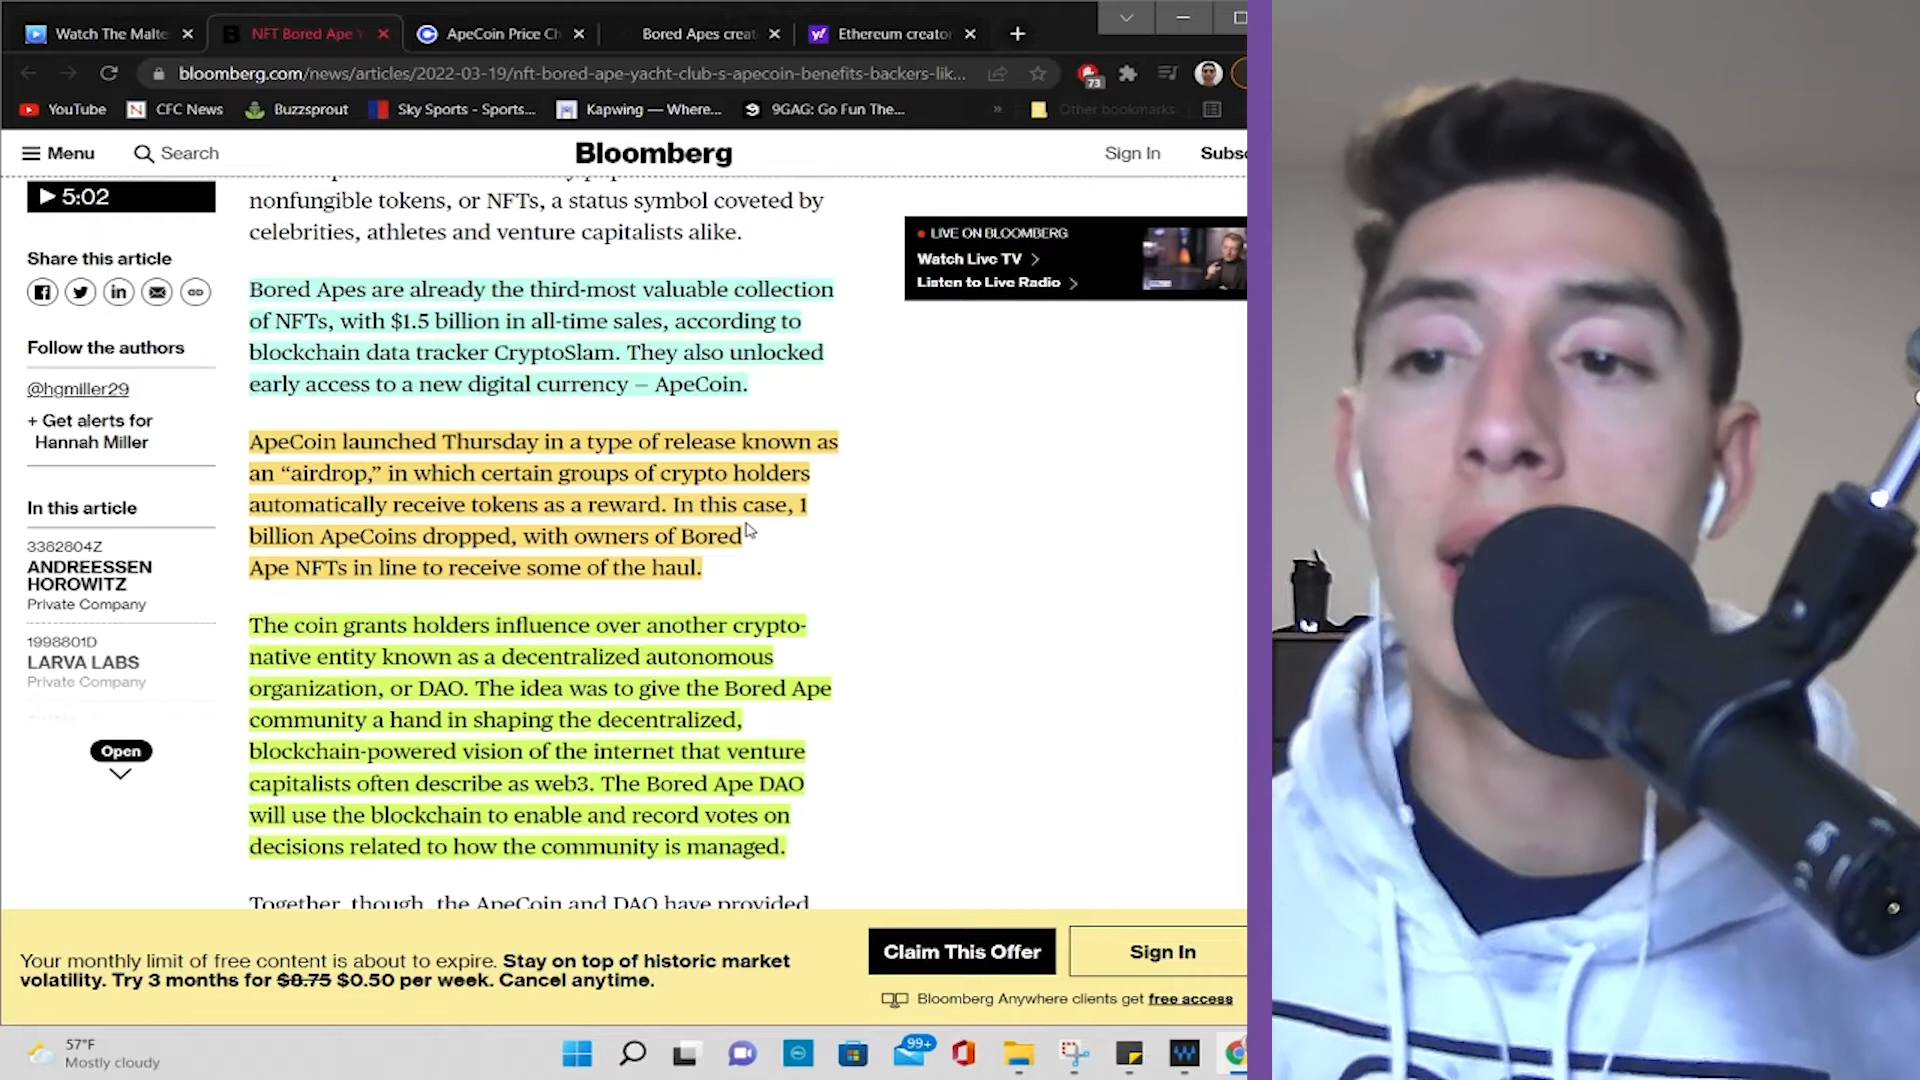 Watch The Malte
NFT Bored Ape Y
ApeCoin Price Ch
Bored Apes creat
Ethereum creator
bloomberg.com/news/articles/2022-03-19/nft-bored-ape-yacht-club-s-apecoin-benefits-backers-lik...
73
YouTube
CFC News
Buzzsprout
Sky Sports - Sports...
Kapwing — Where...
9GAG: Go Fun The...
»
Other bookmarks
Menu
Search
Bloomberg
Sign In
Subsc
5:02
Share this article
Follow the authors
@hgmiller29
+ Get alerts for
Hannah Miller
In this article
3382804Z
ANDREESSEN
HOROWITZ
Private Company
1998801D
LARVA LABS
Private Company
Open
nonfungible tokens, or NFTs, a status symbol coveted by
celebrities, athletes and venture capitalists alike.
Bored Apes are already the third-most valuable collection
of NFTs, with $1.5 billion in all-time sales, according to
blockchain data tracker CryptoSlam. They also unlocked
early access to a new digital currency — ApeCoin.
ApeCoin launched Thursday in a type of release known as
an “airdrop,” in which certain groups of crypto holders
automatically receive tokens as a reward. In this case, 1
billion ApeCoins dropped, with owners of Bored
Ape NFTs in line to receive some of the haul.
The coin grants holders influence over another crypto-
native entity known as a decentralized autonomous
organization, or DAO. The idea was to give the Bored Ape
community a hand in shaping the decentralized,
blockchain-powered vision of the internet that venture
capitalists often describe as web3. The Bored Ape DAO
will use the blockchain to enable and record votes on
decisions related to how the community is managed.
Together, though, the ApeCoin and DAO have provided
LIVE ON BLOOMBERG
Watch Live TV
Listen to Live Radio
Your monthly limit of free content is about to expire. Stay on top of historic market
volatility. Try 3 months for $8.75 $0.50 per week. Cancel anytime.
Claim This Offer
Sign In
Bloomberg Anywhere clients get free access
57°F
Mostly cloudy
99+